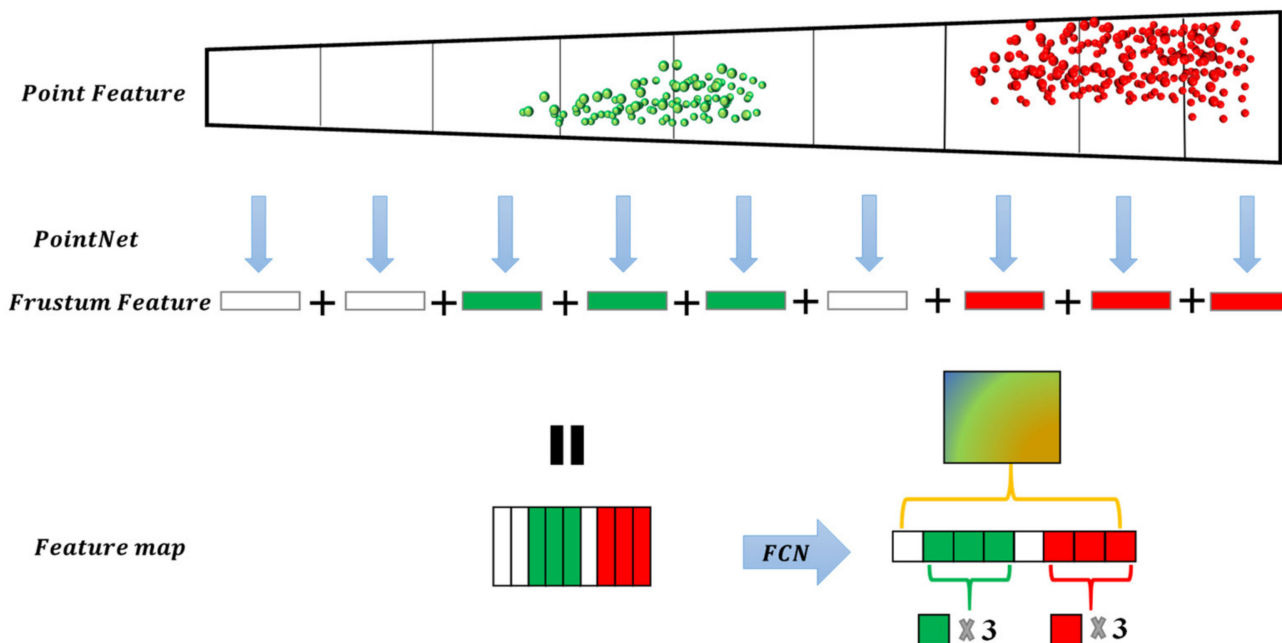 Point Feature
PointNet
Frustum Feature
+ + + + + + + +
Feature map
FCN
× 3
× 3